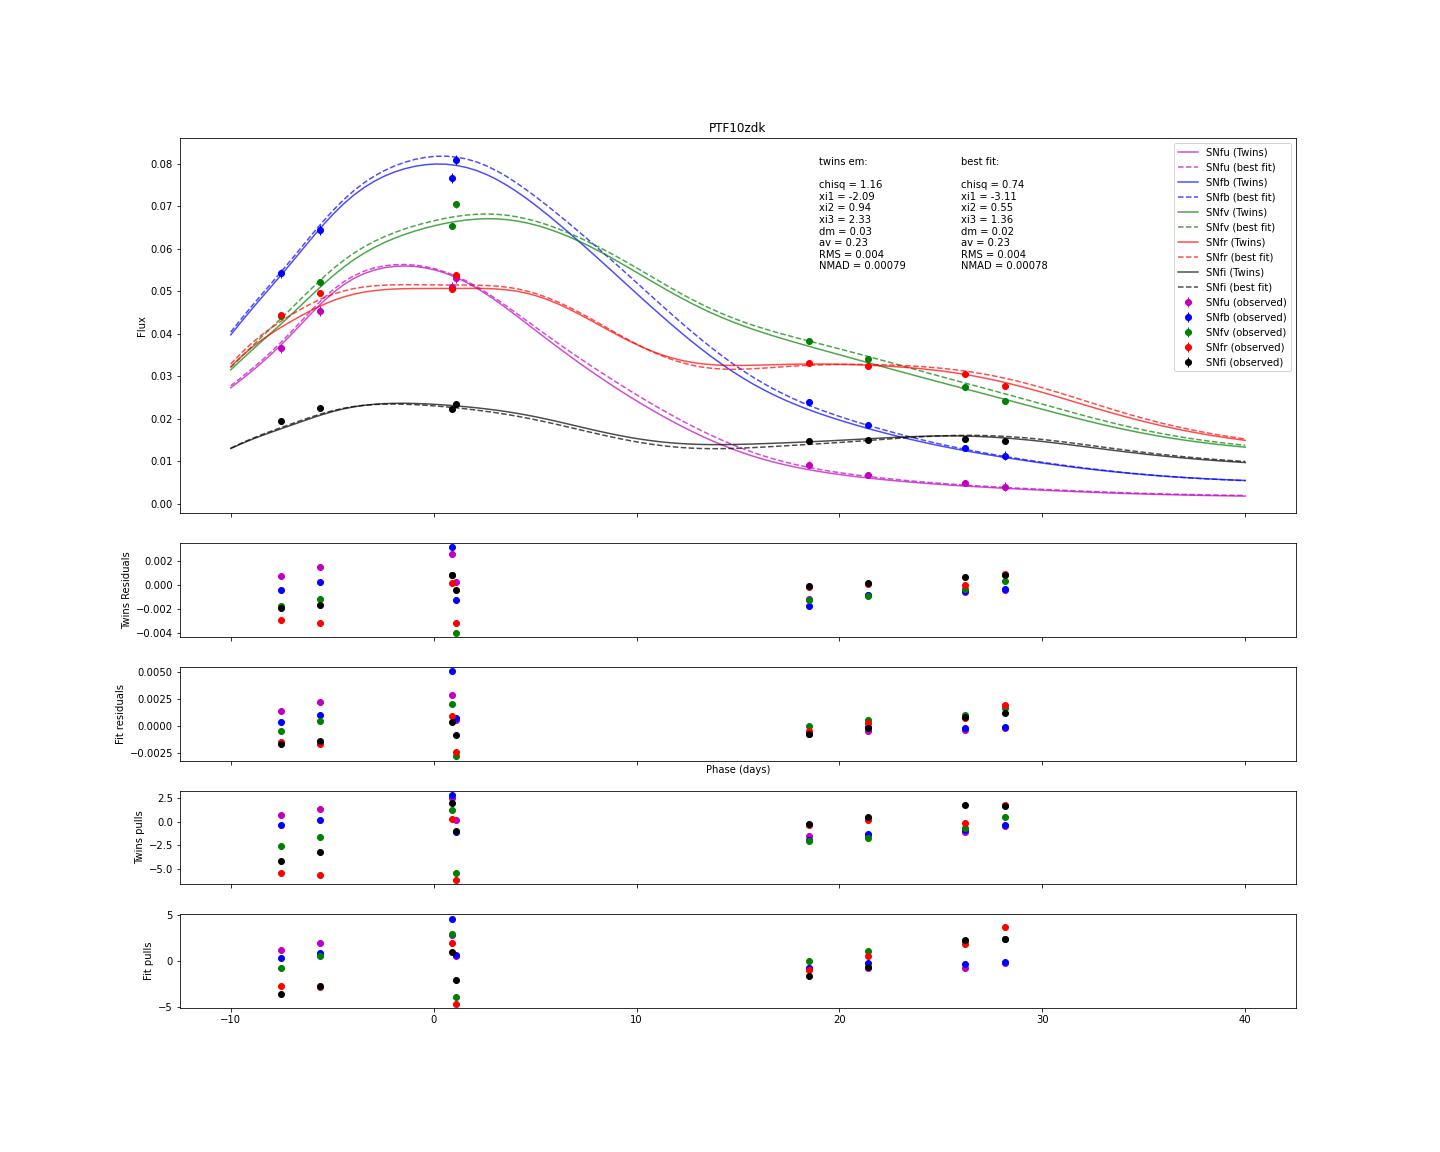 PTF10zdk
Flux
0.08
0.07
0.06
0.05
0.04
0.03
0.02
0.01
0.00
twins em:
chisq = 1.16
xi1 = -2.09
xi2 = 0.94
xi3 = 2.33
dm = 0.03
av = 0.23
RMS = 0.004
NMAD = 0.00079
best fit:
chisq = 0.74
xi1 = -3.11
xi2 = 0.55
xi3 = 1.36
dm = 0.02
av = 0.23
RMS = 0.004
NMAD = 0.00078
SNfu (Twins)
SNfu (best fit)
SNfb (Twins)
SNfb (best fit)
SNfv (Twins)
SNfv (best fit)
SNfr (Twins)
SNfr (best fit)
SNfi (Twins)
SNfi (best fit)
SNfu (observed)
SNfb (observed)
SNfv (observed)
SNfr (observed)
SNfi (observed)
Twins Residuals
0.002
0.000
−0.002
−0.004
Fit residuals
0.0050
0.0025
0.0000
−0.0025
Phase (days)
Twins pulls
2.5
0.0
−2.5
−5.0
Fit pulls
5
0
−5
−10
0
10
20
30
40